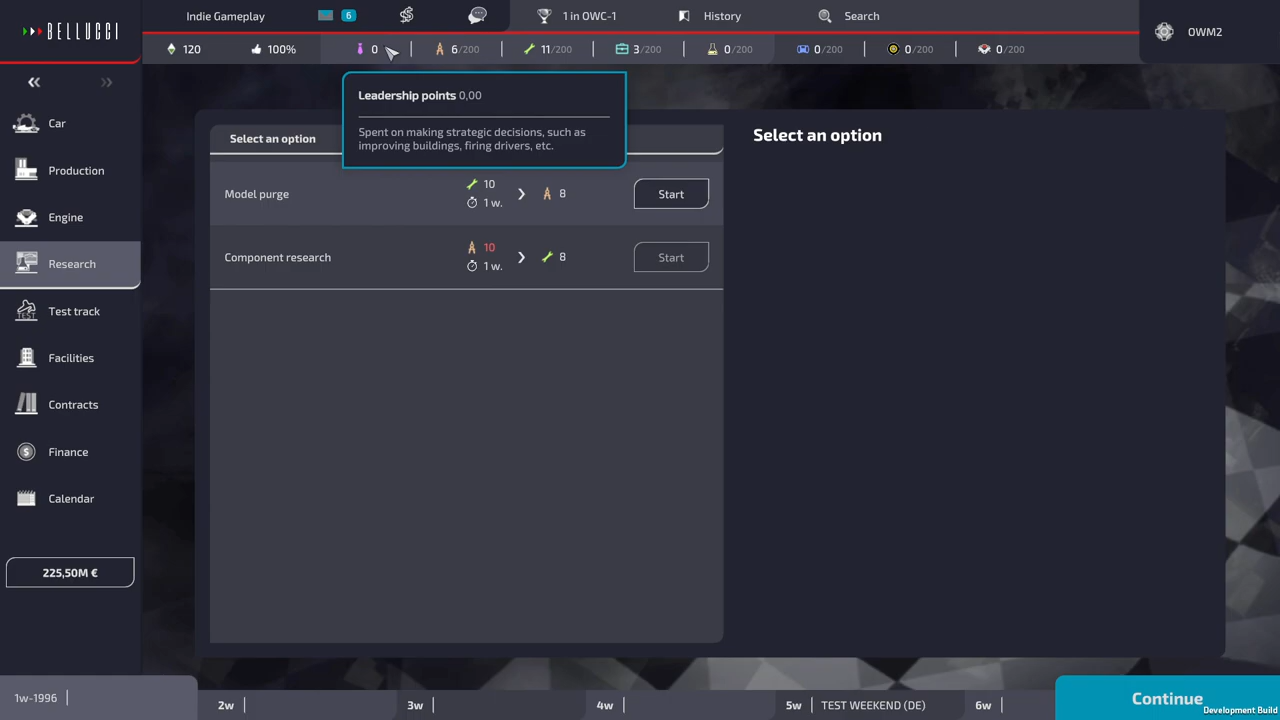 BELLUCCI
Indie Gameplay
6
1 in OWC-1
History
Search
OWM2
120
100%
0
6/200
11/200
3/200
0/200
0/200
0/200
0/200
Car
Production
Engine
Research
Test track
TEST
Facilities
Contracts
Finance
Calendar
225,50M €
Leadership points 0,00
Spent on making strategic decisions, such as
improving buildings, firing drivers, etc.
Select an option
Model purge
10
1 w.
8
Start
Component research
10
1 w.
8
Start
Select an option
1w-1996
2w
3w
4w
5w
TEST WEEKEND (DE)
6w
Continue
Development Build